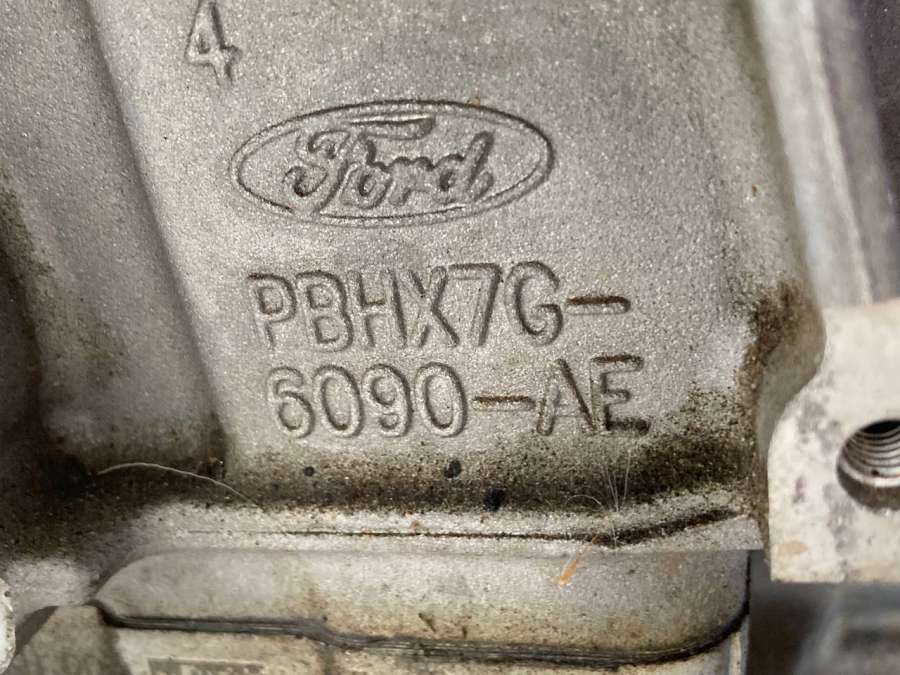 4
Ford
PBHX7G-
6090-AE